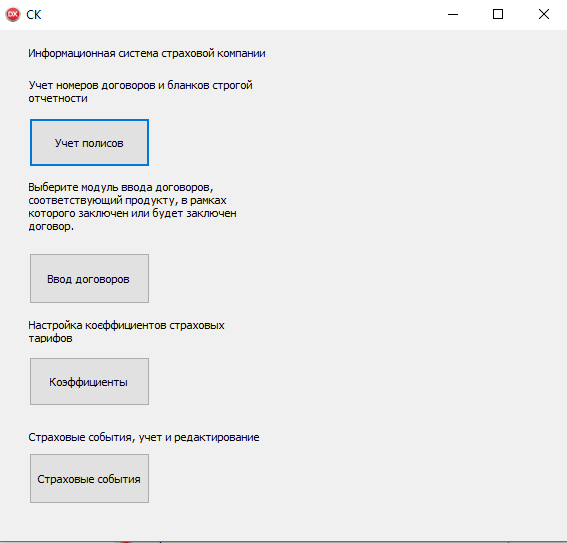 DX СК
Информационная система страховой компании
Учет номеров договоров и бланков строгой
отчетности
Учет полисов
Выберите модуль ввода договоров,
соответствующий продукту, в рамках
которого заключен или будет заключен
договор.
Ввод договоров
Настройка коеффициентов страховых
тарифов
Коэффициенты
Страховые события, учет и редактирование
Страховые события